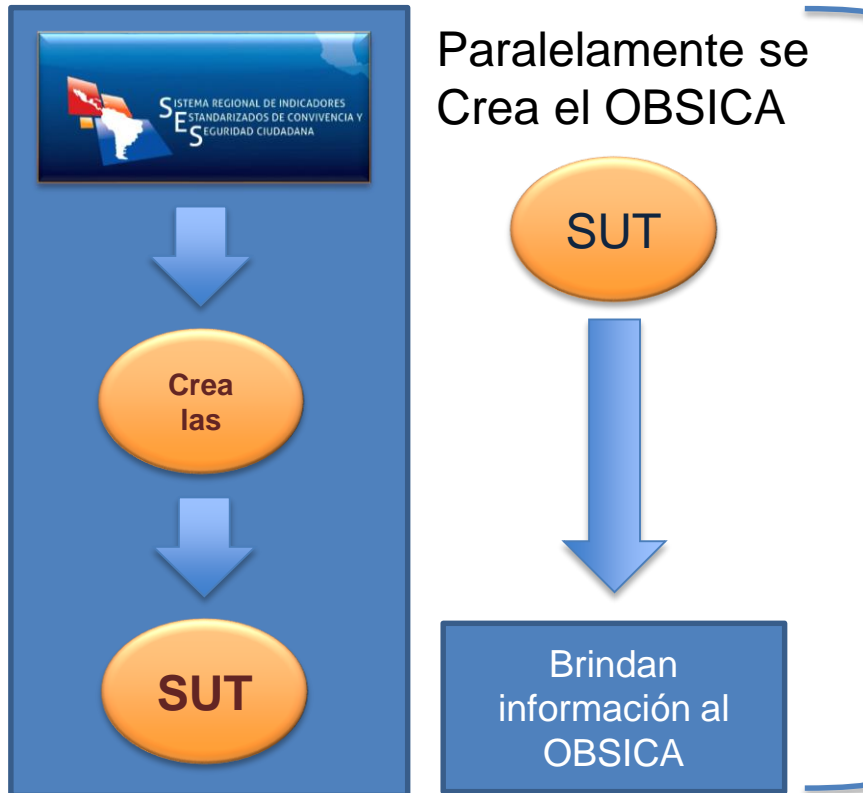 SISTEMA REGIONAL DE INDICADORES
ESTANDARIZADOS DE CONVIVENCIA Y
SEGURIDAD CIUDADANA
Crea
las
SUT
Paralelamente se
Crea el OBSICA
SUT
Brindan
información al
OBSICA